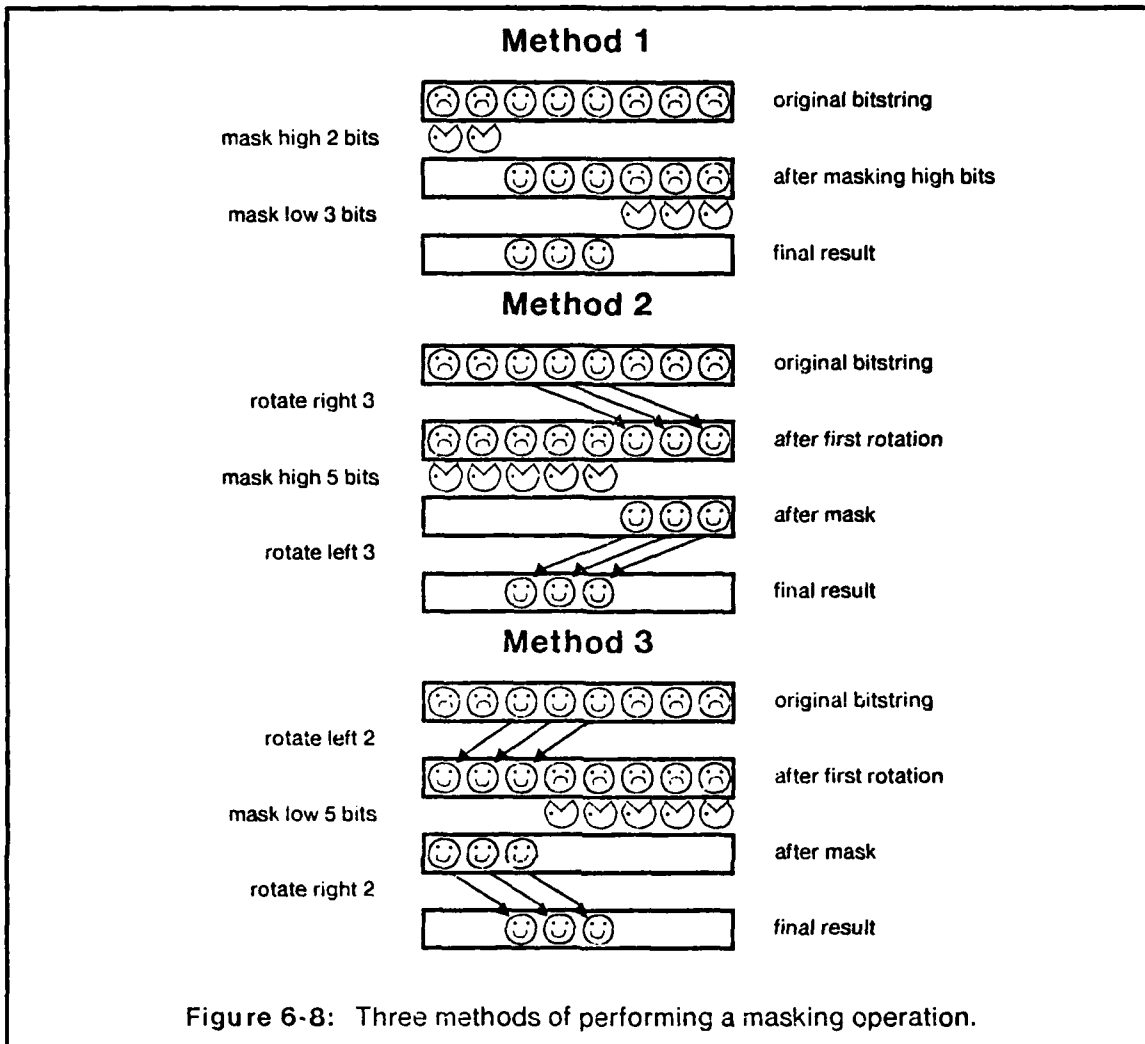 Method 1
original bitstring
mask high 2 bits
after masking high bits
mask low 3 bits
final result
Method 2
original bitstring
rotate right 3
after first rotation
mask high 5 bits
after mask
rotate left 3
final result
Method 3
original bitstring
rotate left 2
after first rotation
mask low 5 bits
after mask
rotate right 2
final result
Figure 6-8: Three methods of performing a masking operation.